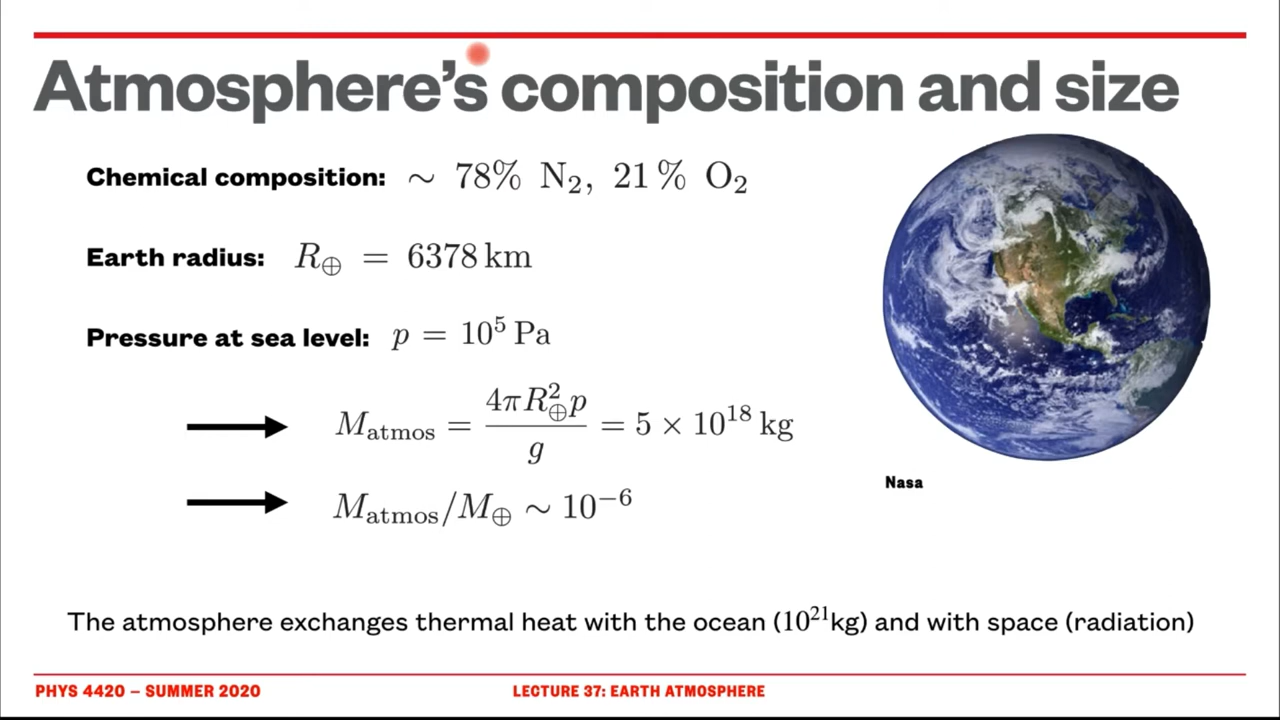 Atmosphere's composition and size
Chemical composition: ∼ 78% N₂, 21% O₂
Earth radius: R⊕ = 6378 km
Pressure at sea level: p = 10⁵ Pa
M_atmos = 4πR⊕²p / g = 5 × 10¹⁸ kg
M_atmos/M⊕ ∼ 10⁻⁶
Nasa
The atmosphere exchanges thermal heat with the ocean (10²¹kg) and with space (radiation)
PHYS 4420 – SUMMER 2020
LECTURE 37: EARTH ATMOSPHERE